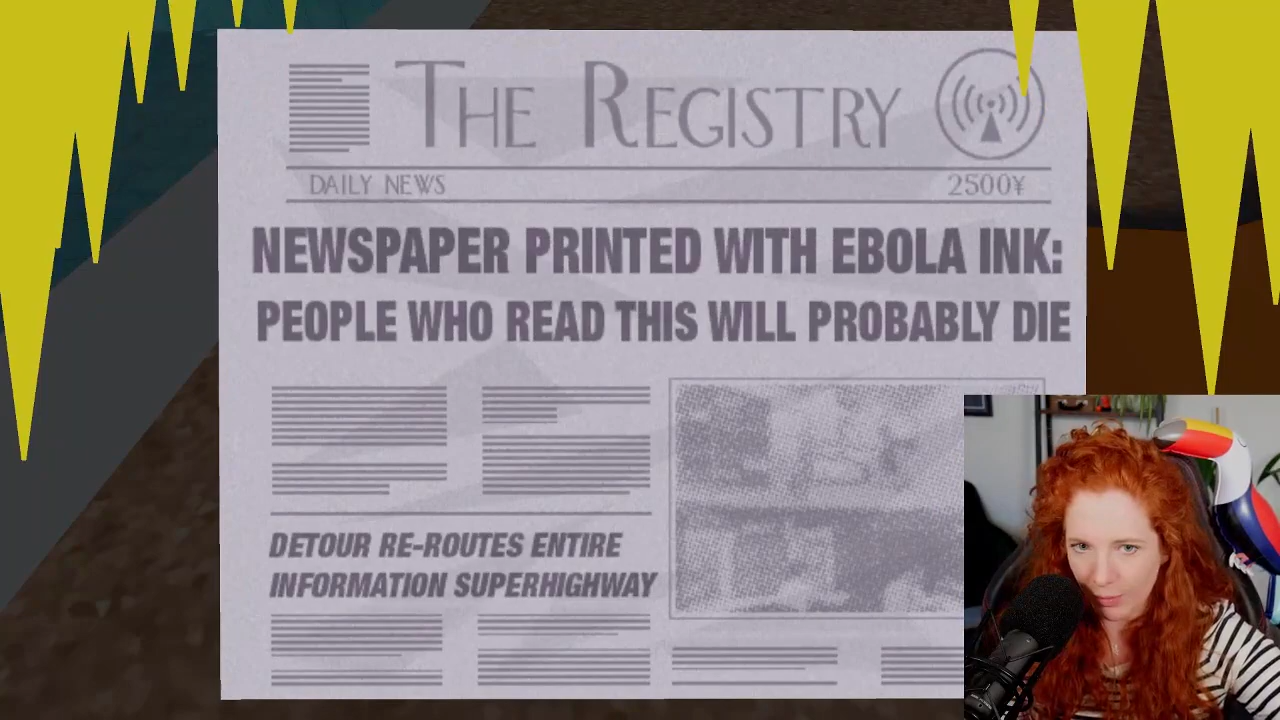 THE REGISTRY
DAILY NEWS
2500¥
NEWSPAPER PRINTED WITH EBOLA INK:
PEOPLE WHO READ THIS WILL PROBABLY DIE
DETOUR RE-ROUTES ENTIRE
INFORMATION SUPERHIGHWAY